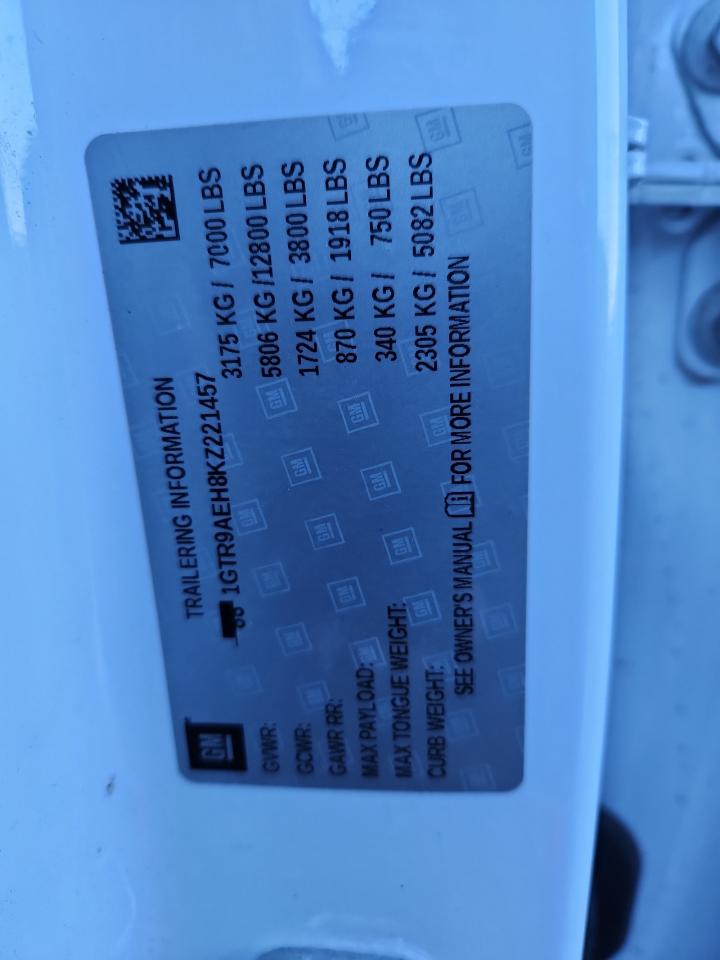 GM
TRAILERING INFORMATION
1GTR9AEH8KZ221457
GVWR: 3175 KG / 7000 LBS
GCWR: 5806 KG / 12800 LBS
GAWR RR: 1724 KG / 3800 LBS
MAX PAYLOAD: 870 KG / 1918 LBS
MAX TONGUE WEIGHT: 340 KG / 750 LBS
CURB WEIGHT: 2305 KG / 5082 LBS
SEE OWNER'S MANUAL FOR MORE INFORMATION